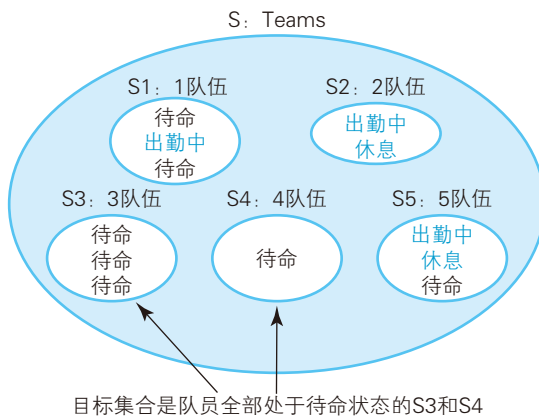 S：Teams
S1：1队伍
待命
出勤中
待命
S2：2队伍
出勤中
休息
S3：3队伍
待命
待命
待命
S4：4队伍
待命
S5：5队伍
出勤中
休息
待命
目标集合是队员全部处于待命状态的S3和S4